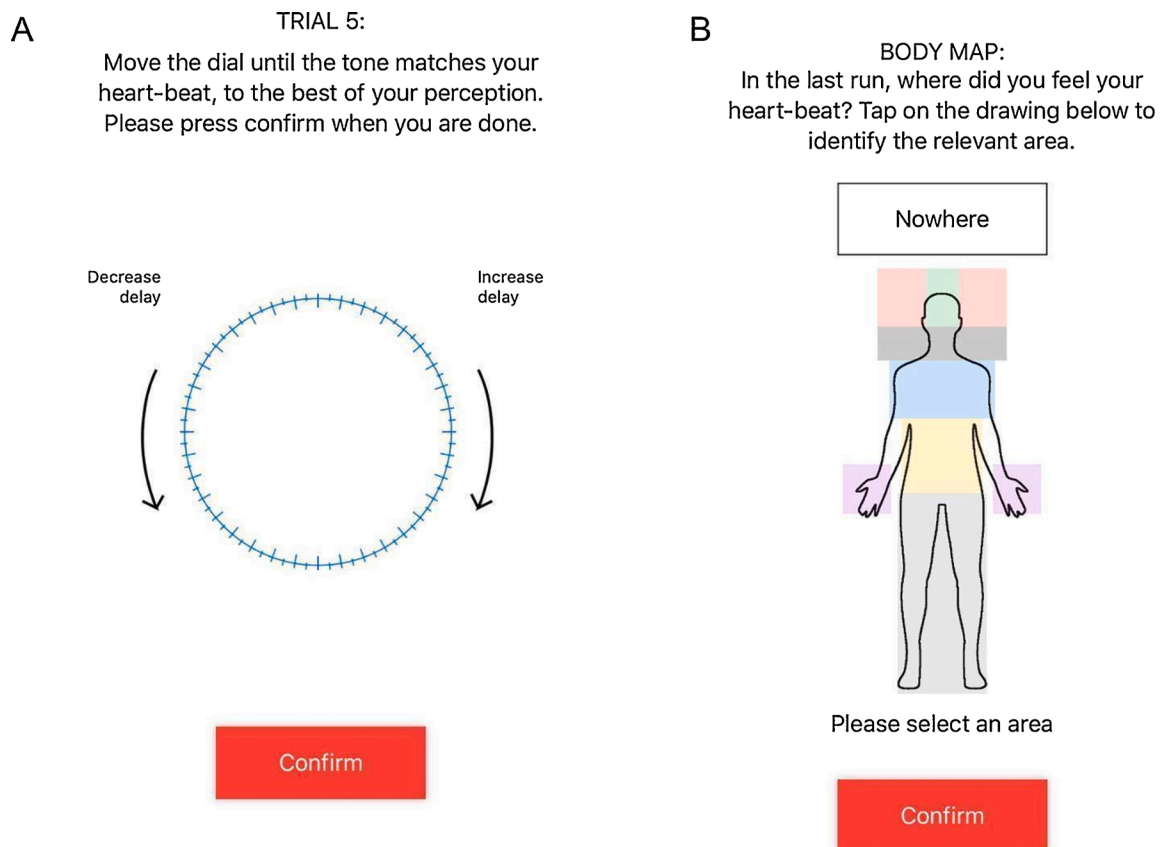 A
TRIAL 5:
Move the dial until the tone matches your
heart-beat, to the best of your perception.
Please press confirm when you are done.
Decrease
delay
Increase
delay
Confirm
B
BODY MAP:
In the last run, where did you feel your
heart-beat? Tap on the drawing below to
identify the relevant area.
Nowhere
Please select an area
Confirm